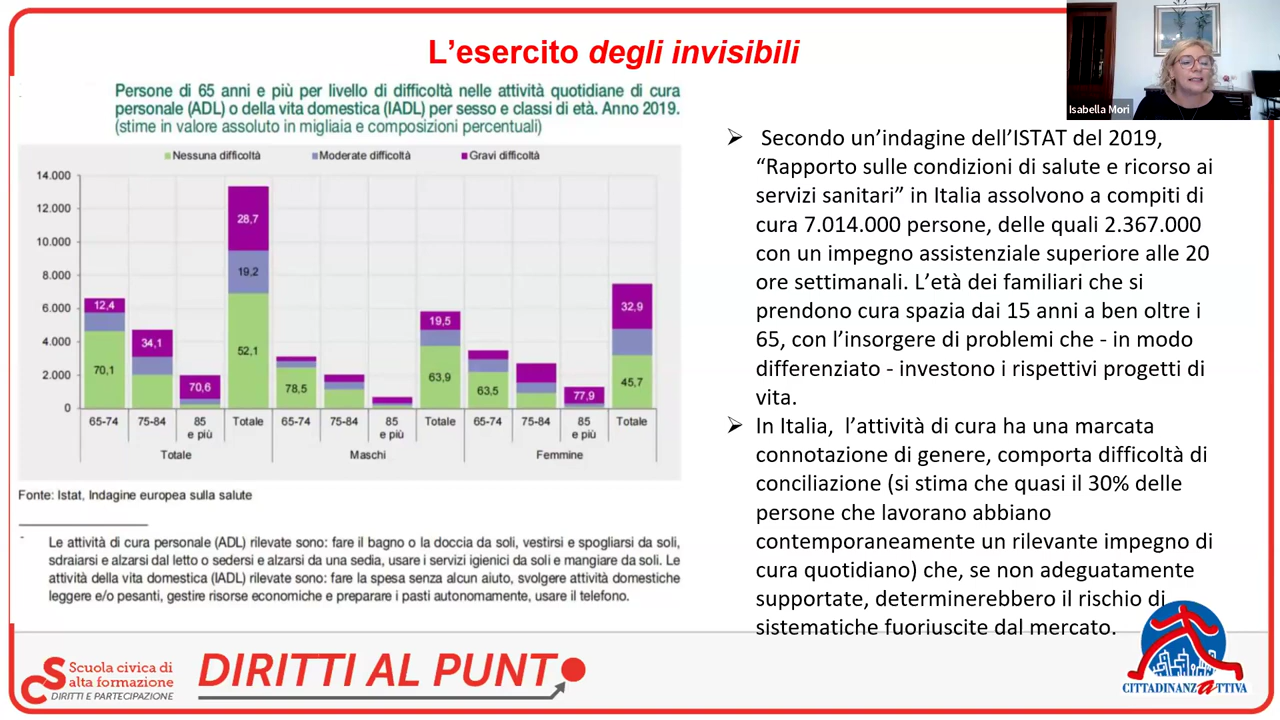 L’esercito degli invisibili
Isabella Mori
Persone di 65 anni e più per livello di difficoltà nelle attività quotidiane di cura
personale (ADL) o della vita domestica (IADL) per sesso e classi di età. Anno 2019.
(stime in valore assoluto in migliaia e composizioni percentuali)
Nessuna difficoltà Moderate difficoltà Gravi difficoltà
14.000
12.000
10.000
8.000
6.000
4.000
2.000
0
12,4
70,1
34,1
70,6
28,7
19,2
52,1
78,5
19,5
63,9
63,5
77,9
32,9
45,7
65-74 75-84 85 e più Totale 65-74 75-84 85 e più Totale 65-74 75-84 85 e più Totale
Totale Maschi Femmine
Fonte: Istat, Indagine europea sulla salute
Le attività di cura personale (ADL) rilevate sono: fare il bagno o la doccia da soli, vestirsi e spogliarsi da soli,
sdraiarsi e alzarsi dal letto o sedersi e alzarsi da una sedia, usare i servizi igienici da soli e mangiare da soli. Le
attività della vita domestica (IADL) rilevate sono: fare la spesa senza alcun aiuto, svolgere attività domestiche
leggere e/o pesanti, gestire risorse economiche e preparare i pasti autonomamente, usare il telefono.
➢ Secondo un’indagine dell’ISTAT del 2019,
“Rapporto sulle condizioni di salute e ricorso ai
servizi sanitari” in Italia assolvono a compiti di
cura 7.014.000 persone, delle quali 2.367.000
con un impegno assistenziale superiore alle 20
ore settimanali. L’età dei familiari che si
prendono cura spazia dai 15 anni a ben oltre i
65, con l’insorgere di problemi che - in modo
differenziato - investono i rispettivi progetti di
vita.
➢ In Italia, l’attività di cura ha una marcata
connotazione di genere, comporta difficoltà di
conciliazione (si stima che quasi il 30% delle
persone che lavorano abbiano
contemporaneamente un rilevante impegno di
cura quotidiano) che, se non adeguatamente
supportate, determinerebbero il rischio di
sistematiche fuoriuscite dal mercato.
CS Scuola civica di
alta formazione
DIRITTI E PARTECIPAZIONE
DIRITTI AL PUNTO
CITTADINANZATTIVA